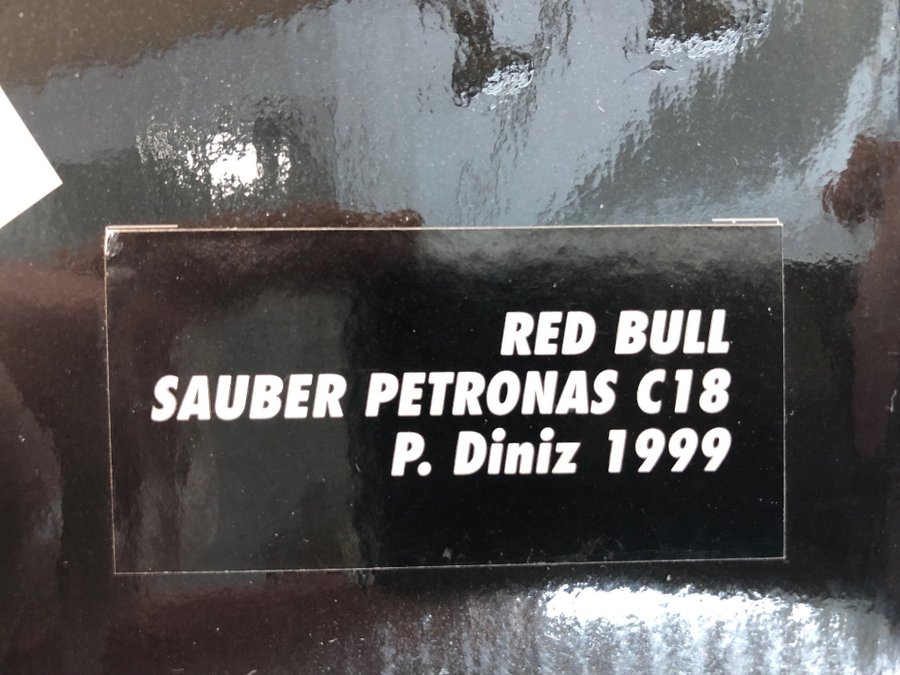 RED BULL
SAUBER PETRONAS C18
P. Diniz 1999